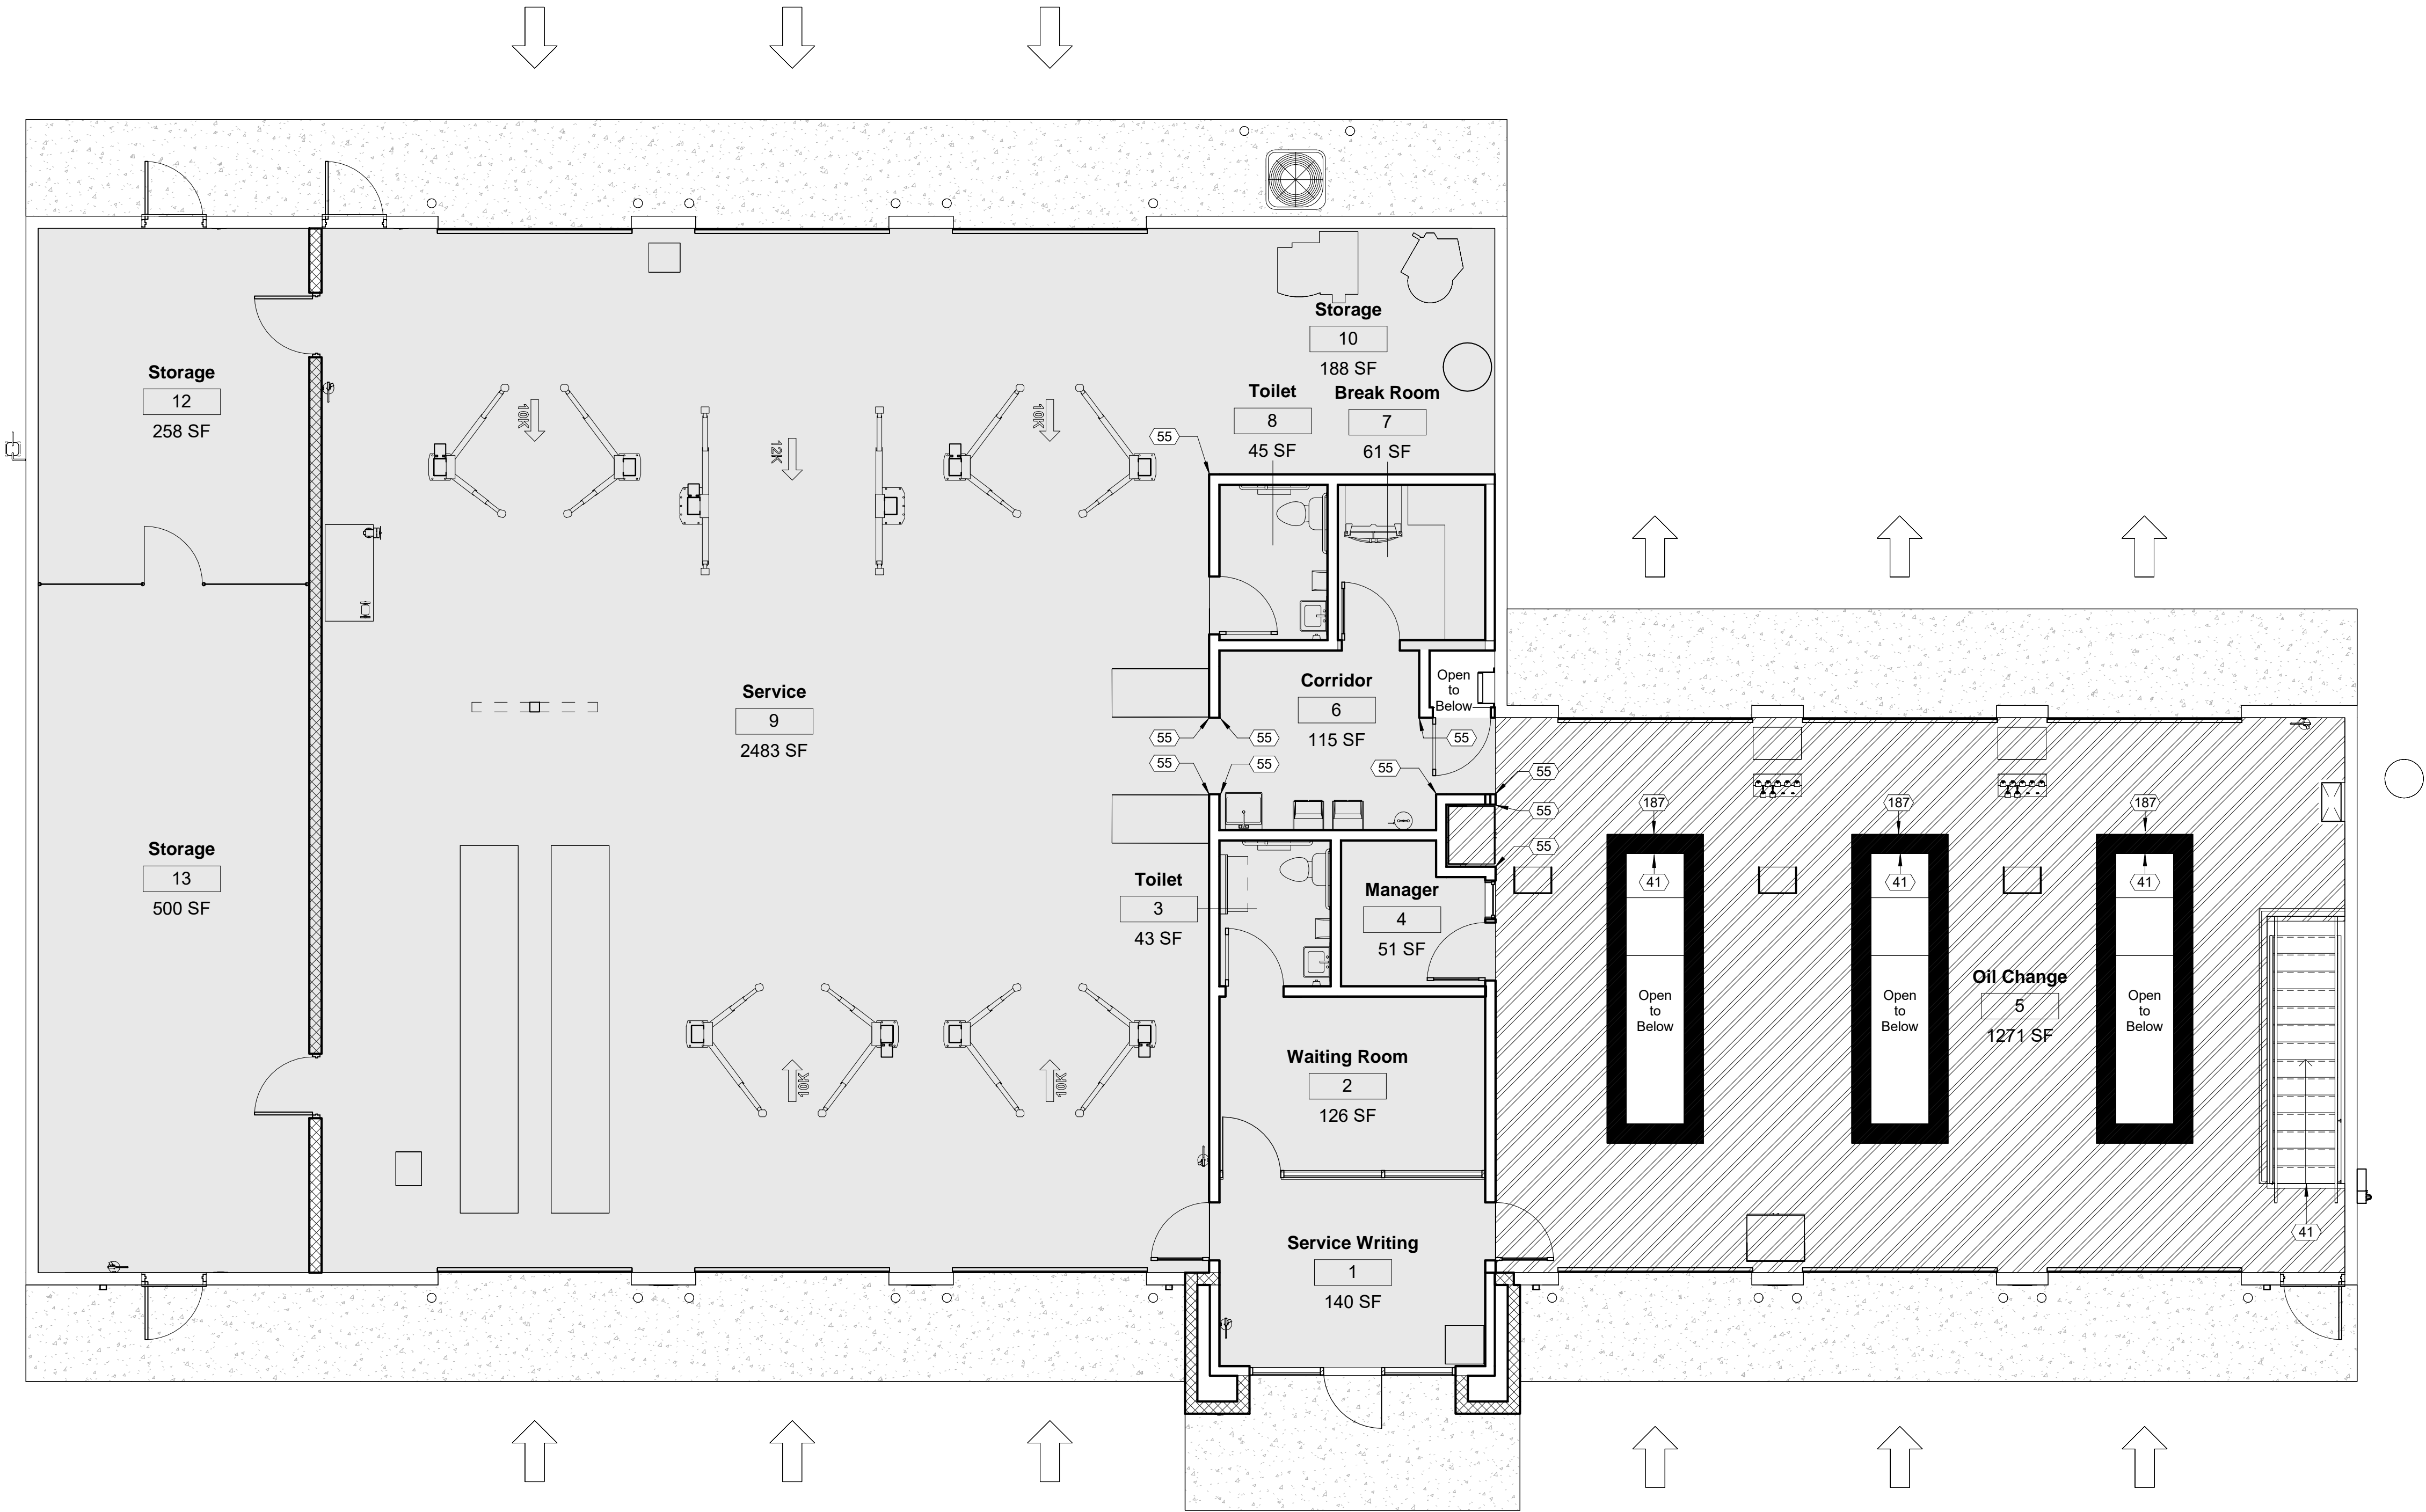 Storage
12
258 SF
10K
12K
10K
Storage
10
188 SF
Toilet
8
45 SF
Break Room
7
61 SF
55
Service
9
2483 SF
Corridor
6
115 SF
Open
to
Below
55
55
55
55
55
55
55
55
55
Storage
13
500 SF
Toilet
3
43 SF
Manager
4
51 SF
187
187
187
41
41
41
Oil Change
5
1271 SF
Open
to
Below
Open
to
Below
Open
to
Below
10K
10K
Waiting Room
2
126 SF
Service Writing
1
140 SF
41